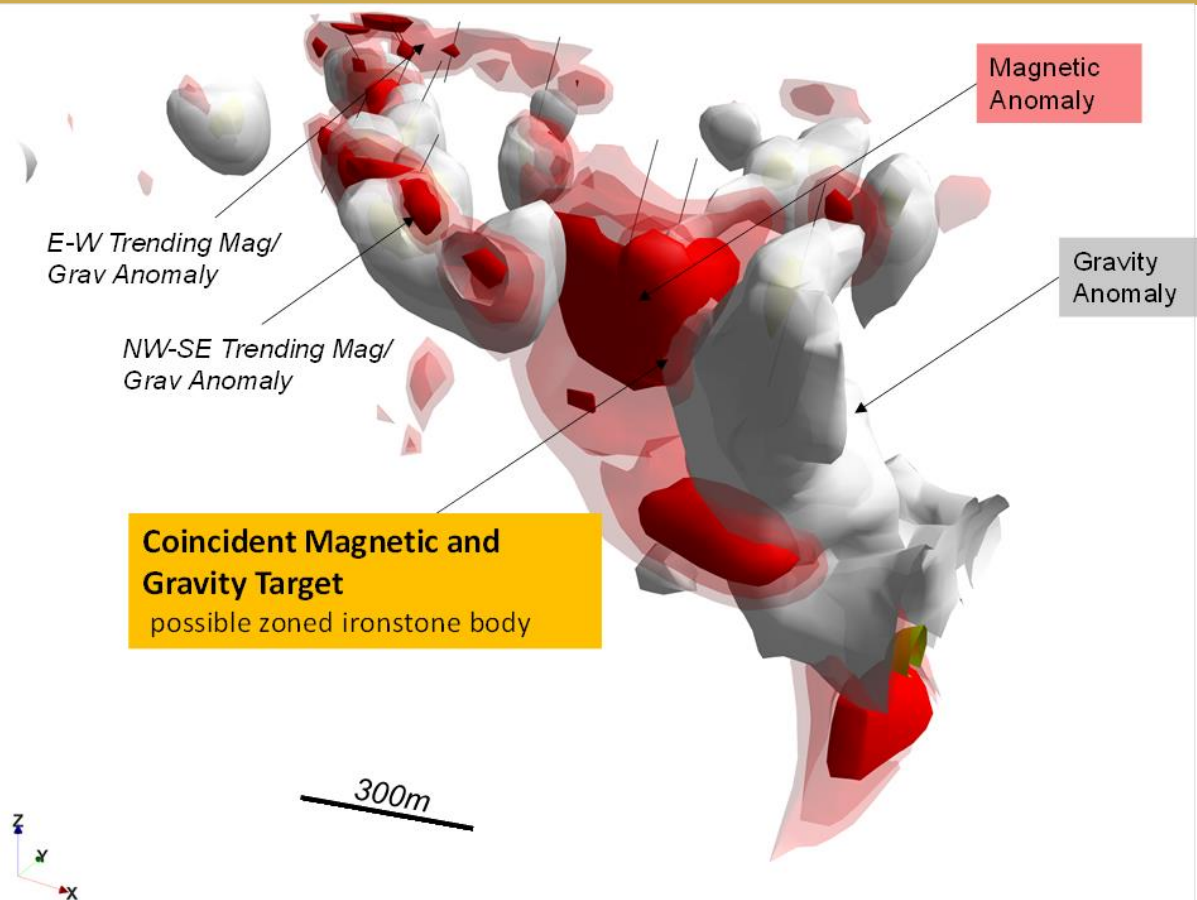 Magnetic
Anomaly
E-W Trending Mag/
Grav Anomaly
Gravity
Anomaly
NW-SE Trending Mag/
Grav Anomaly
Coincident Magnetic and
Gravity Target
possible zoned ironstone body
300m
Z
Y
X